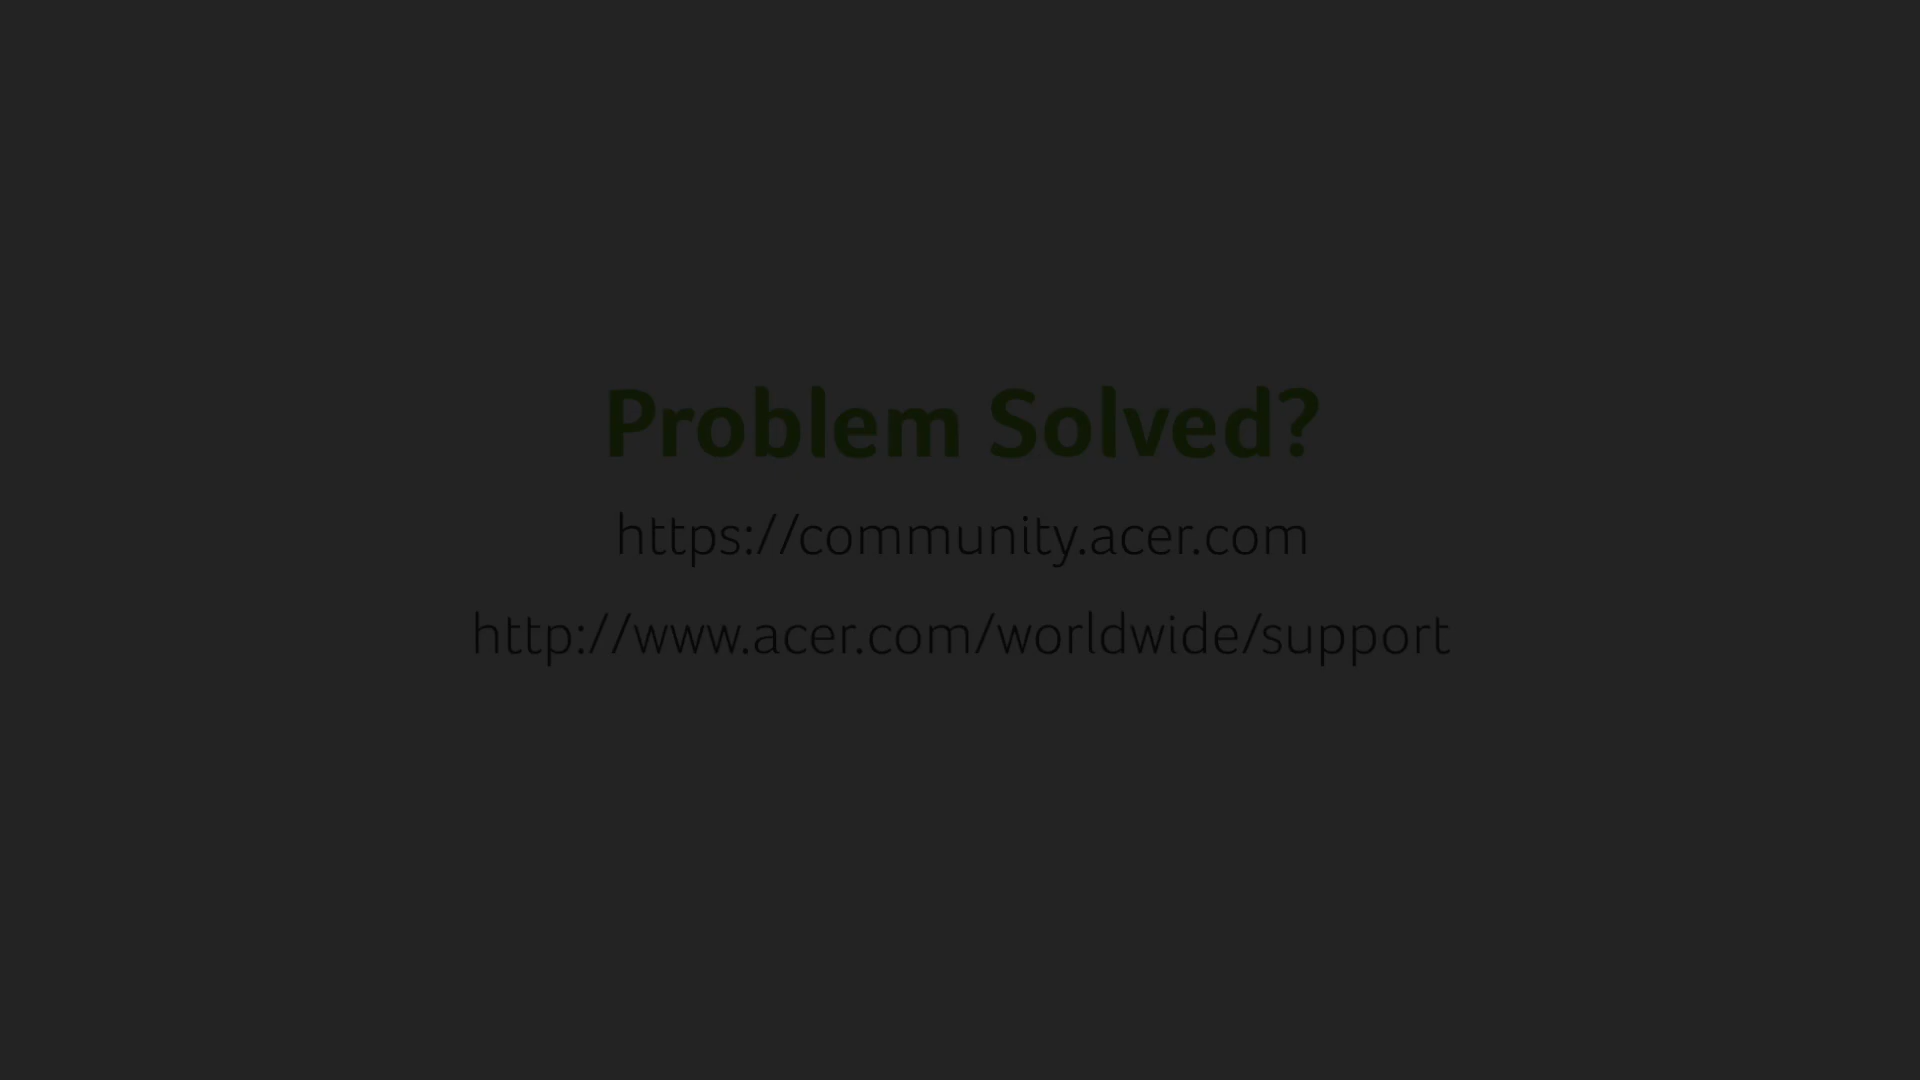 Problem Solved?
https://community.acer.com
http://www.acer.com/worldwide/support